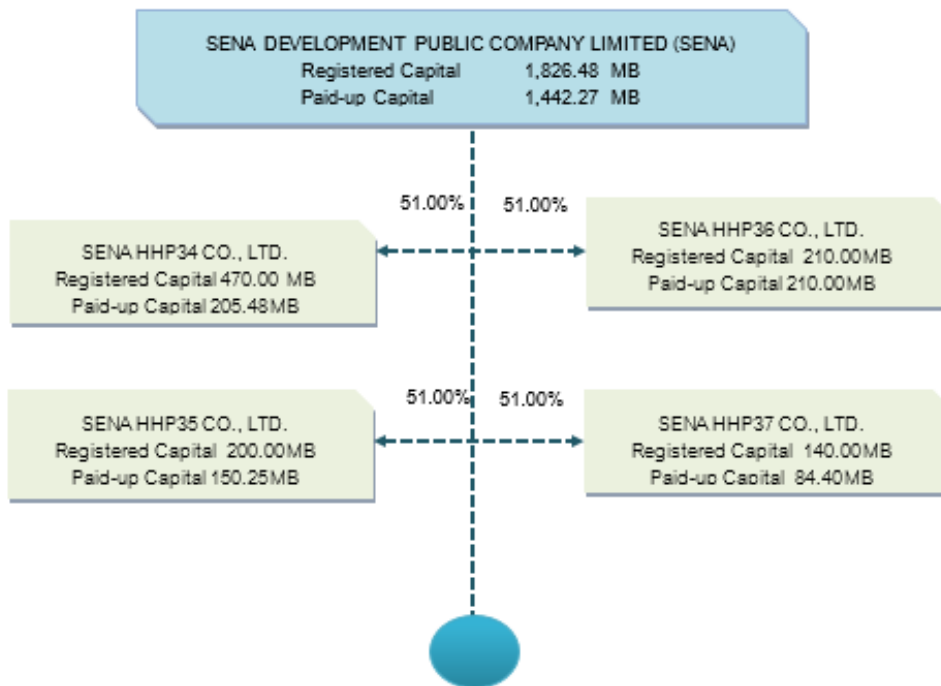 SENA DEVELOPMENT PUBLIC COMPANY LIMITED (SENA)
Registered Capital 1,826.48 MB
Paid-up Capital 1,442.27 MB
51.00% 51.00%
SENA HHP34 CO., LTD.
Registered Capital 470.00 MB
Paid-up Capital 205.48MB
SENA HHP36 CO., LTD.
Registered Capital 210.00MB
Paid-up Capital 210.00MB
51.00% 51.00%
SENA HHP35 CO., LTD.
Registered Capital 200.00MB
Paid-up Capital 150.25MB
SENA HHP37 CO., LTD.
Registered Capital 140.00MB
Paid-up Capital 84.40MB